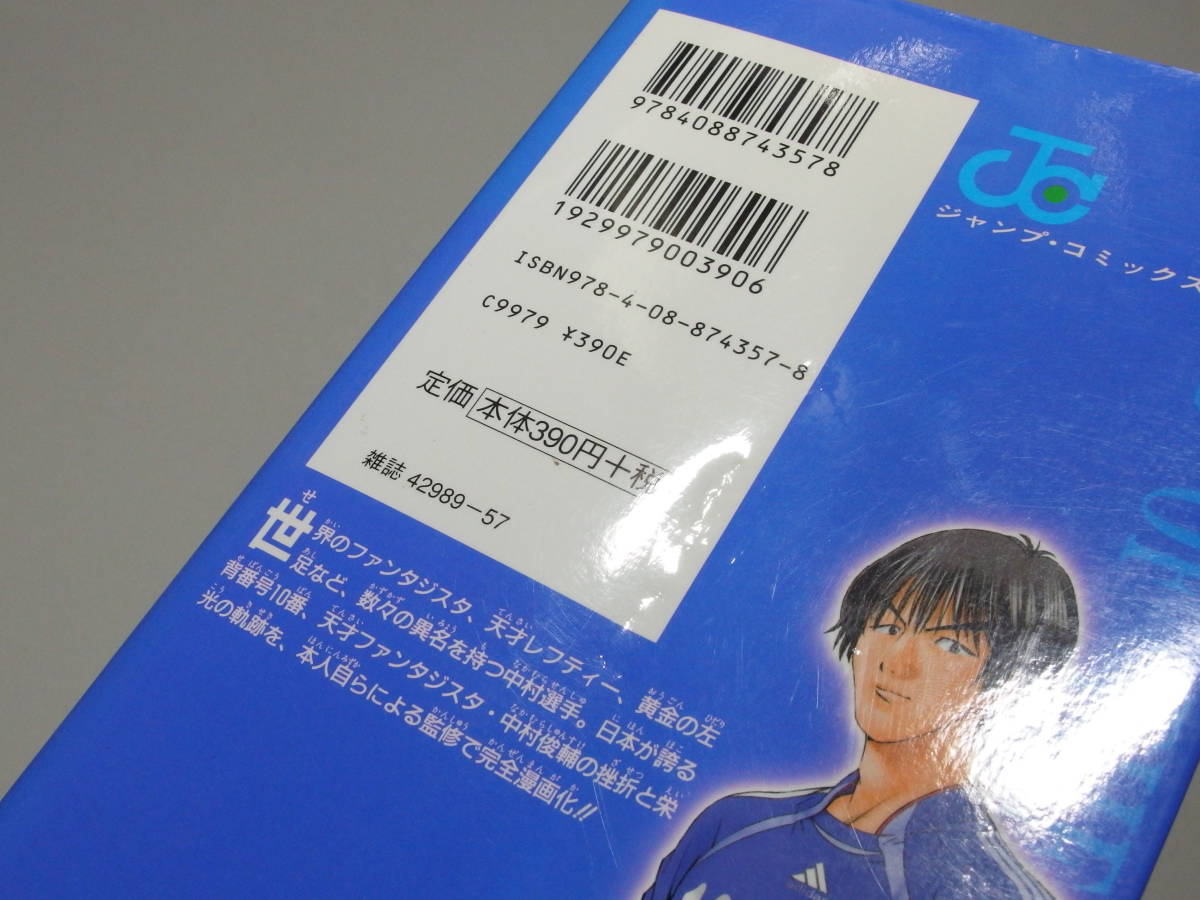 9784088743578
1929979003906
ISBN978-4-08-874357-8
C9979 ¥390E
定価 本体390円+税
雑誌 42989-57
ジャンプ・コミックス
世界のファンタジスタ、天才レフティー、黄金の左
足など、数々の異名を持つ中村選手。日本が誇る
背番号10番、天才ファンタジスタ・中村俊輔の挫折と栄
光の軌跡を、本人自らによる監修で完全漫画化!!